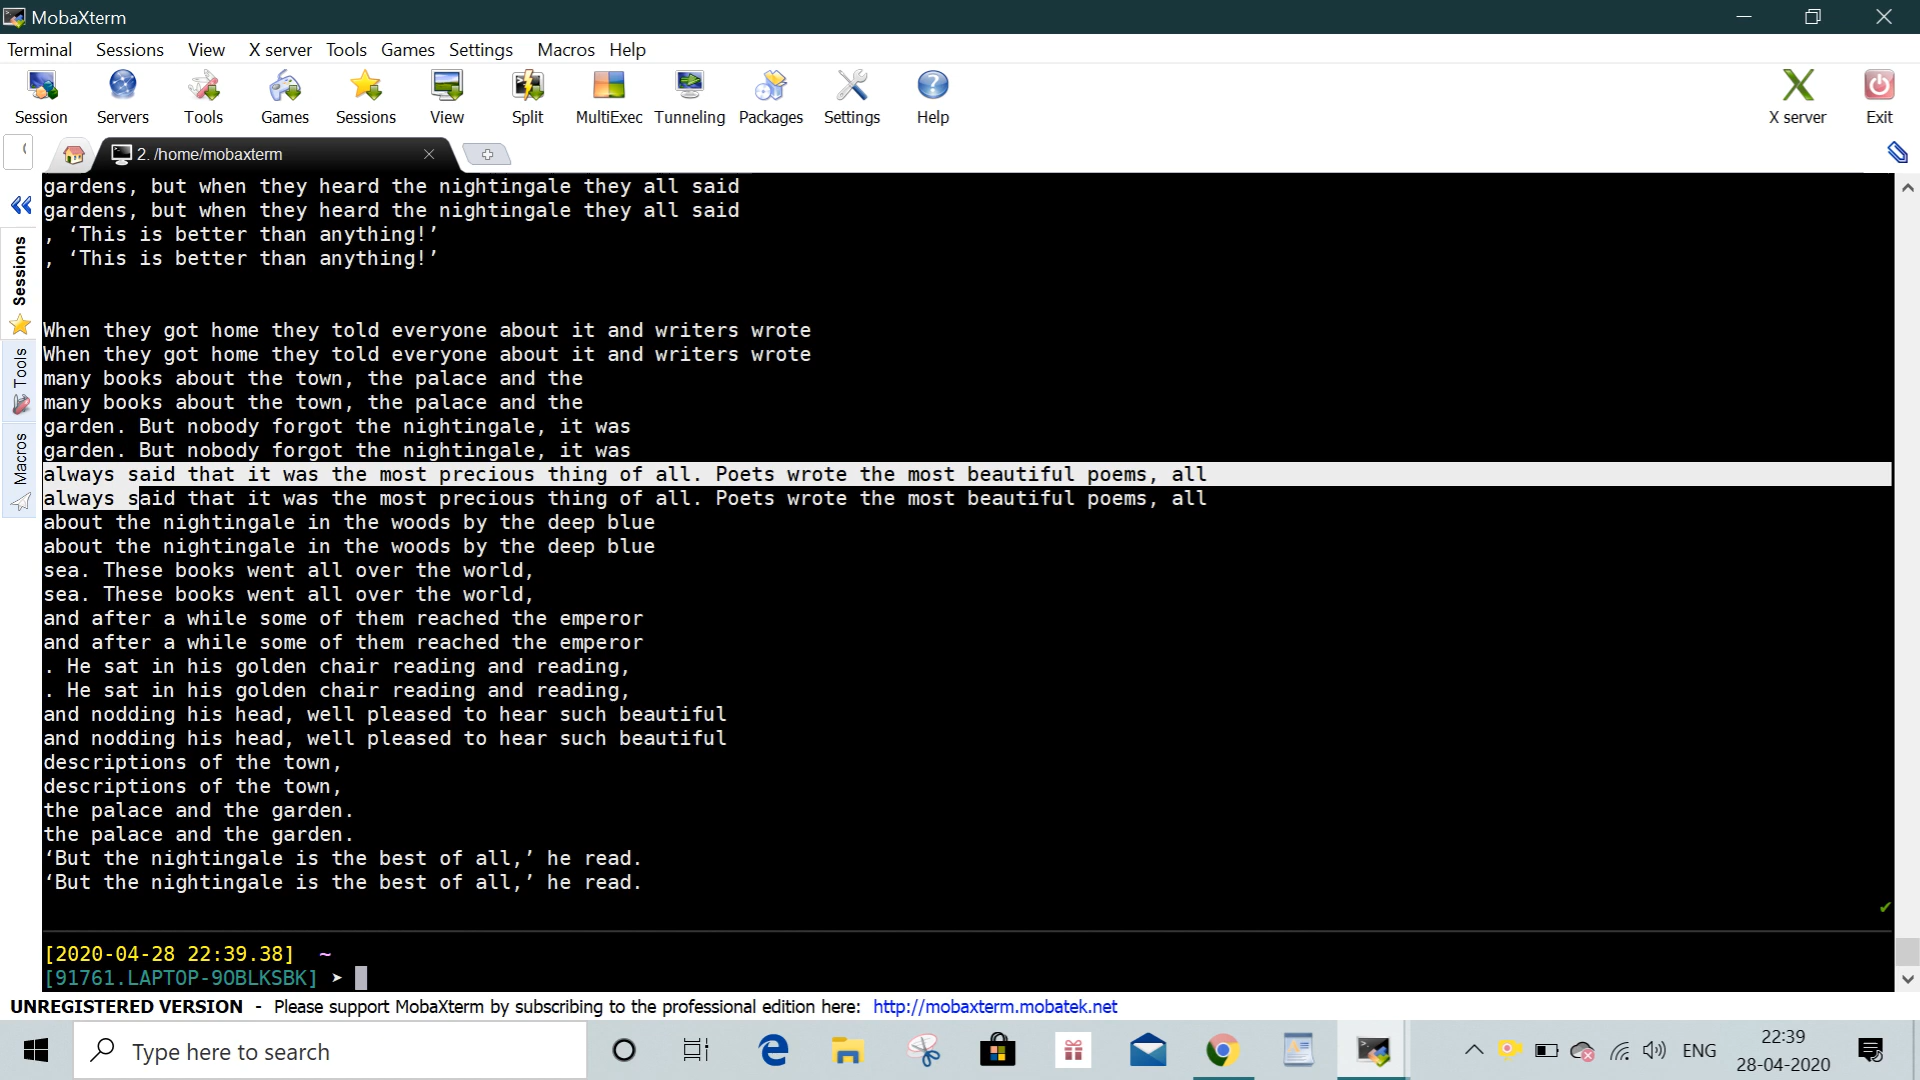 MobaXterm
Terminal Sessions View X server Tools Games Settings Macros Help
Session Servers Tools Games Sessions View Split MultiExec Tunneling Packages Settings Help X server Exit
2. /home/mobaxterm
Sessions
Tools
Macros
gardens, but when they heard the nightingale they all said
gardens, but when they heard the nightingale they all said
, ‘This is better than anything!’
, ‘This is better than anything!’
When they got home they told everyone about it and writers wrote
When they got home they told everyone about it and writers wrote
many books about the town, the palace and the
many books about the town, the palace and the
garden. But nobody forgot the nightingale, it was
garden. But nobody forgot the nightingale, it was
always said that it was the most precious thing of all. Poets wrote the most beautiful poems, all
always said that it was the most precious thing of all. Poets wrote the most beautiful poems, all
about the nightingale in the woods by the deep blue
about the nightingale in the woods by the deep blue
sea. These books went all over the world,
sea. These books went all over the world,
and after a while some of them reached the emperor
and after a while some of them reached the emperor
. He sat in his golden chair reading and reading,
. He sat in his golden chair reading and reading,
and nodding his head, well pleased to hear such beautiful
and nodding his head, well pleased to hear such beautiful
descriptions of the town,
descriptions of the town,
the palace and the garden.
the palace and the garden.
‘But the nightingale is the best of all,’ he read.
‘But the nightingale is the best of all,’ he read.
[2020-04-28 22:39.38] ~
[91761.LAPTOP-9OBLKSBK] ➤
UNREGISTERED VERSION - Please support MobaXterm by subscribing to the professional edition here: http://mobaxterm.mobatek.net
Type here to search
ENG
22:39
28-04-2020